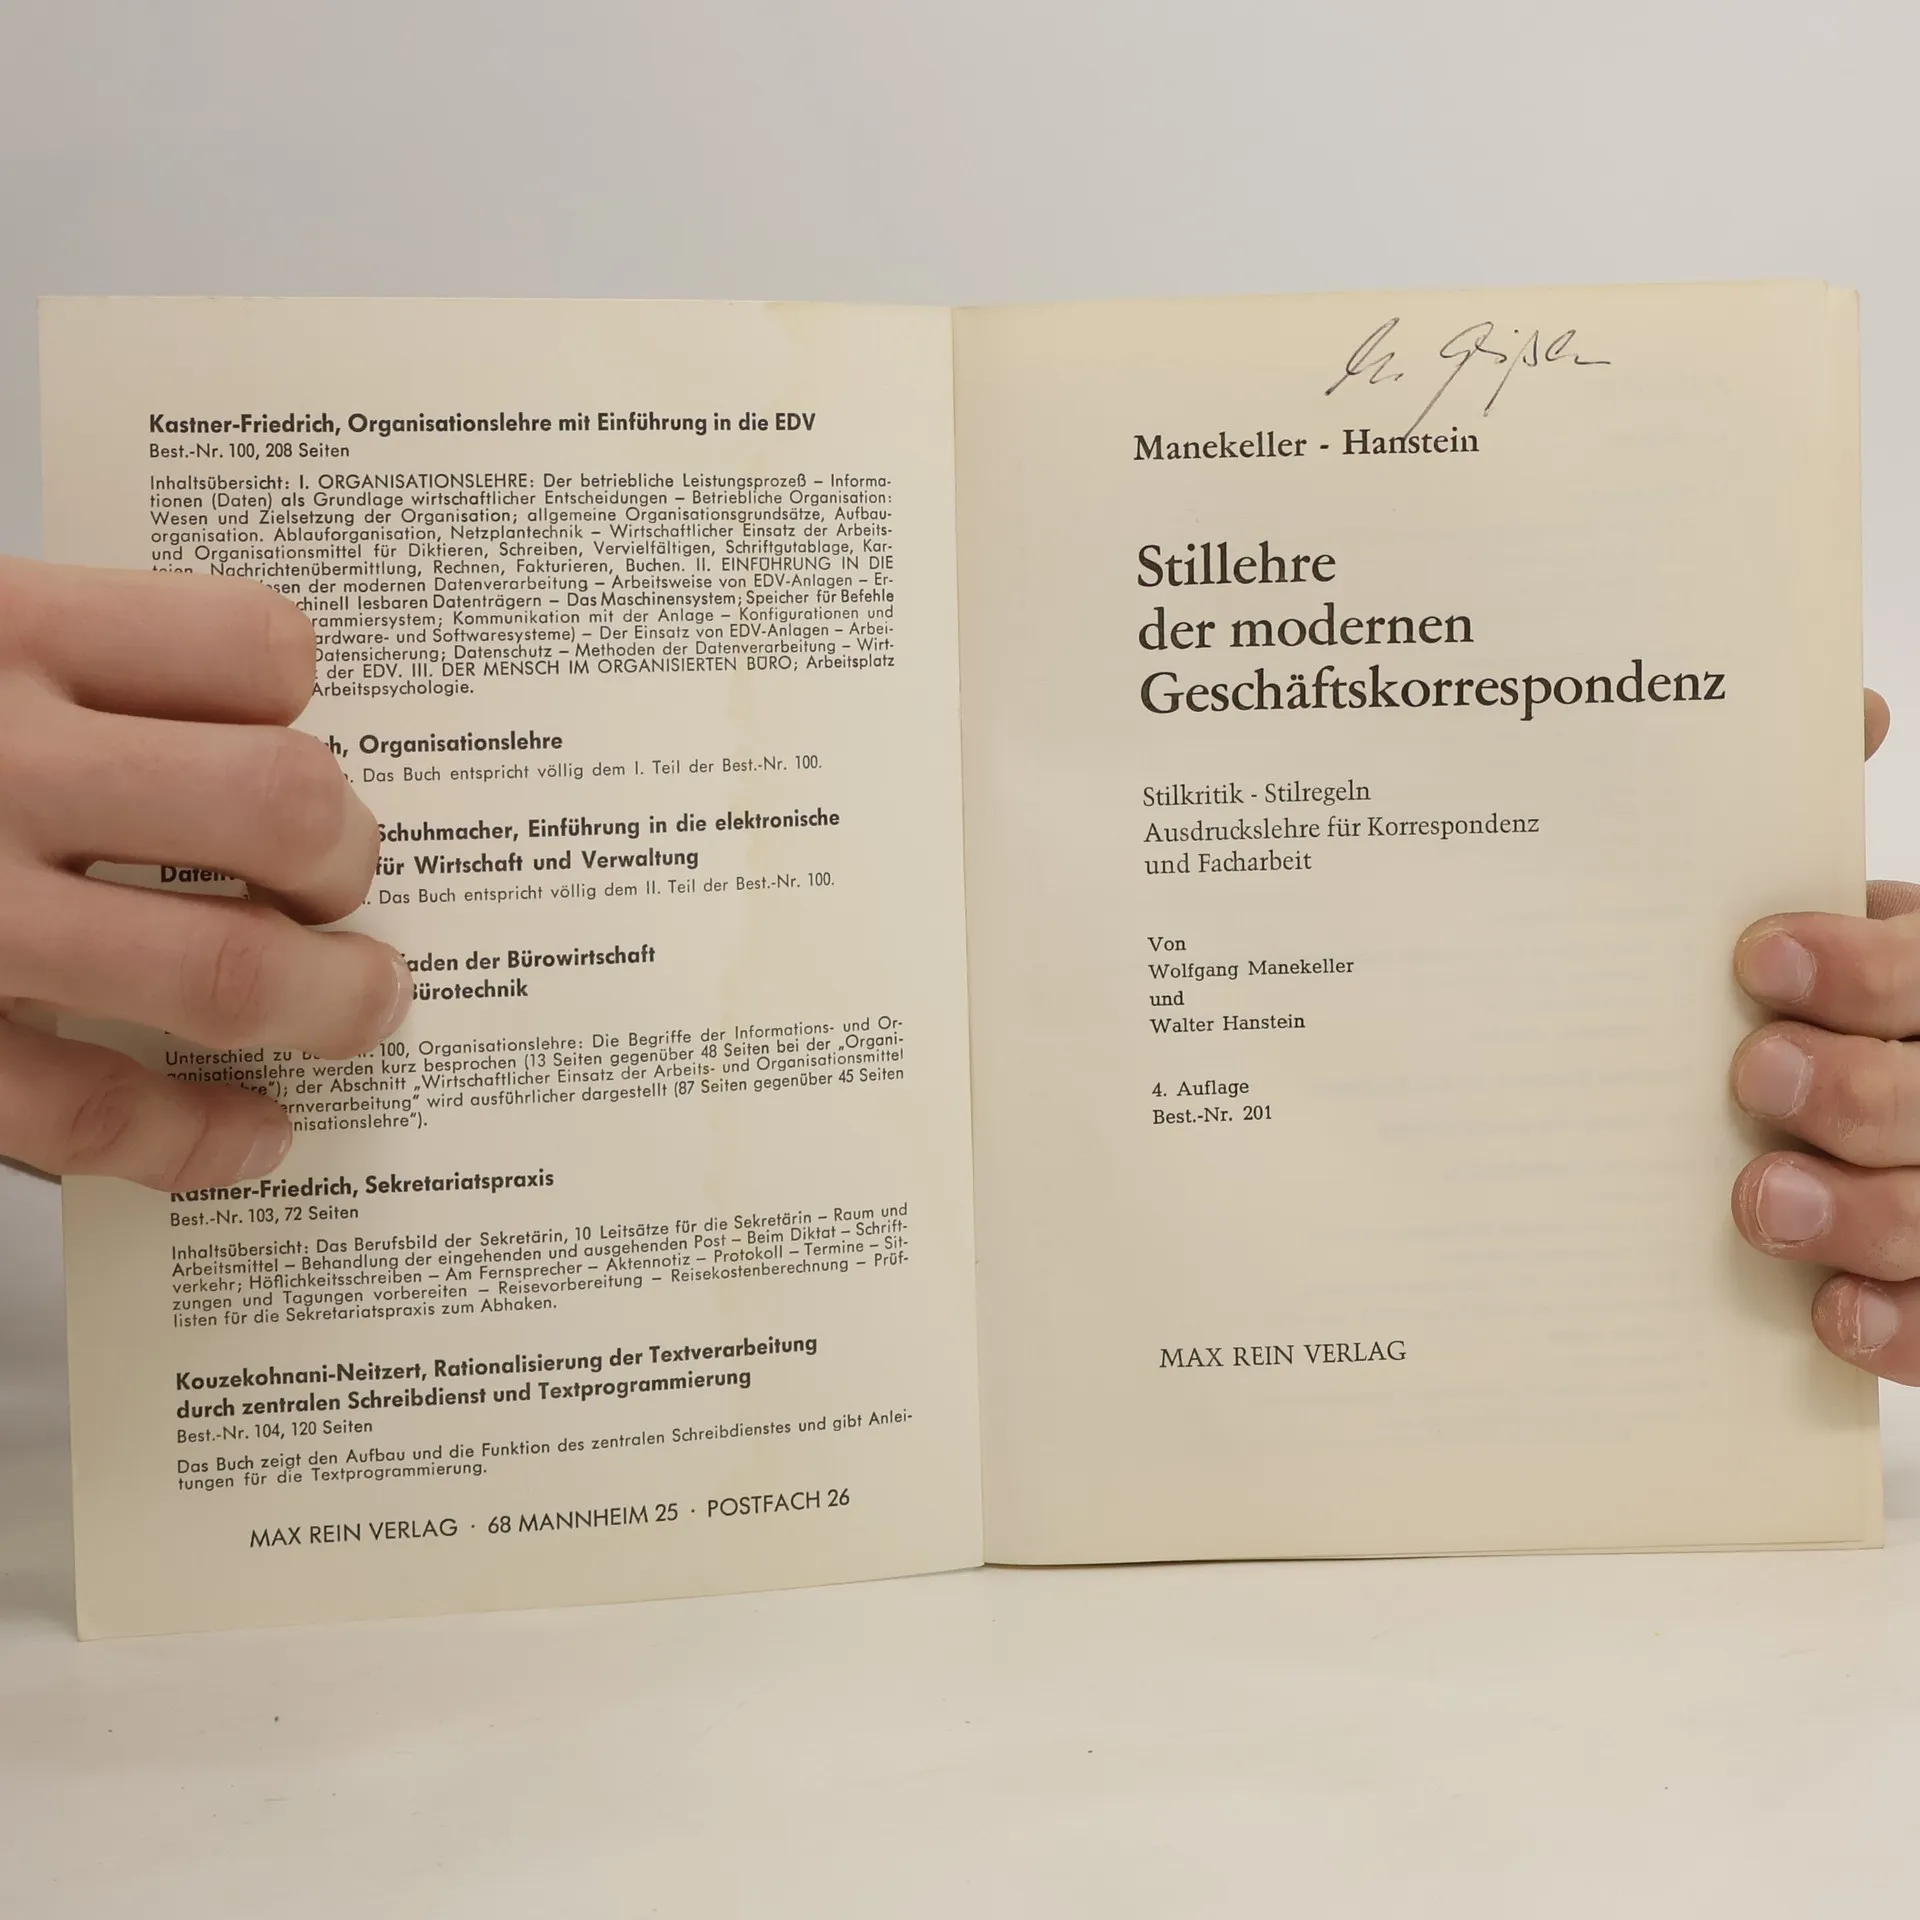 Kastner-Friedrich, Organisationslehre mit Einführung in die EDV
Best.-Nr. 100, 208 Seiten
Inhaltsübersicht: I. ORGANISATIONSLEHRE: Der betriebliche Leistungsprozeß – Informa-
tionen (Daten) als Grundlage wirtschaftlicher Entscheidungen – Betriebliche Organisation:
Wesen und Zielsetzung der Organisation; allgemeine Organisationsgrundsätze, Aufbau-
organisation. Ablauforganisation, Netzplantechnik – Wirtschaftlicher Einsatz der Arbeits-
und Organisationsmittel für Diktieren, Schreiben, Vervielfältigen, Schriftgutablage, Kar-
Nachrichtenübermittlung, Rechnen, Fakturieren, Buchen. II. EINFÜHRUNG IN DIE
der modernen Datenverarbeitung – Arbeitsweise von EDV-Anlagen – Er-
lesbaren Datenträgern – Das Maschinensystem; Speicher für Befehle
Kommunikation mit der Anlage – Konfigurationen und
und Softwaresysteme) – Der Einsatz von EDV-Anlagen – Arbei-
Datensicherung; Datenschutz – Methoden der Datenverarbeitung – Wirt-
der EDV. III. DER MENSCH IM ORGANISIERTEN BÜRO; Arbeitsplatz
Arbeitspsychologie.
Organisationslehre
Das Buch entspricht völlig dem I. Teil der Best.-Nr. 100.
Schuhmacher, Einführung in die elektronische
für Wirtschaft und Verwaltung
Das Buch entspricht völlig dem II. Teil der Best.-Nr. 100.
der Bürowirtschaft
Bürotechnik
Unterschied zu 100, Organisationslehre: Die Begriffe der Informations- und Or-
ganisationslehre werden kurz besprochen (13 Seiten gegenüber 48 Seiten bei der „Organi-
der Abschnitt „Wirtschaftlicher Einsatz der Arbeits- und Organisationsmittel
wird ausführlicher dargestellt (87 Seiten gegenüber 45 Seiten
Kastner-Friedrich, Sekretariatspraxis
Best.-Nr. 103, 72 Seiten
Inhaltsübersicht: Das Berufsbild der Sekretärin, 10 Leitsätze für die Sekretärin – Raum und
Arbeitsmittel – Behandlung der eingehenden und ausgehenden Post – Beim Diktat – Schrift-
verkehr; Höflichkeitsschreiben – Am Fernsprecher – Aktennotiz – Protokoll – Termine – Sit-
zungen und Tagungen vorbereiten – Reisevorbereitung – Reisekostenberechnung – Prüf-
listen für die Sekretariatspraxis zum Abhaken.
Kouzekohnani-Neitzert, Rationalisierung der Textverarbeitung
durch zentralen Schreibdienst und Textprogrammierung
Best.-Nr. 104, 120 Seiten
Das Buch zeigt den Aufbau und die Funktion des zentralen Schreibdienstes und gibt Anlei-
tungen für die Textprogrammierung.
MAX REIN VERLAG · 68 MANNHEIM 25 · POSTFACH 26
Manekeller - Hanstein
Stillehre
der modernen
Geschäftskorrespondenz
Stilkritik - Stilregeln
Ausdruckslehre für Korrespondenz
und Facharbeit
Von
Wolfgang Manekeller
und
Walter Hanstein
4. Auflage
Best.-Nr. 201
MAX REIN VERLAG